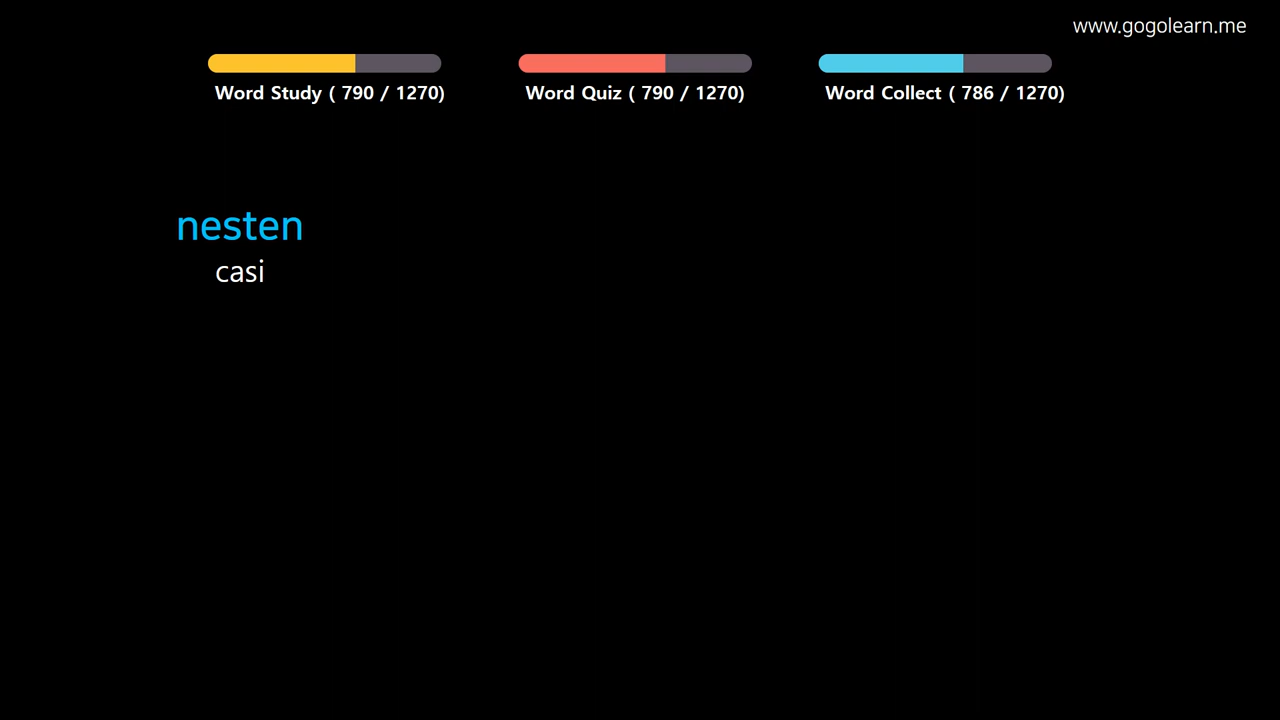 www.gogolearn.me
Word Study ( 790 / 1270)
Word Quiz ( 790 / 1270)
Word Collect ( 786 / 1270)
nesten
casi